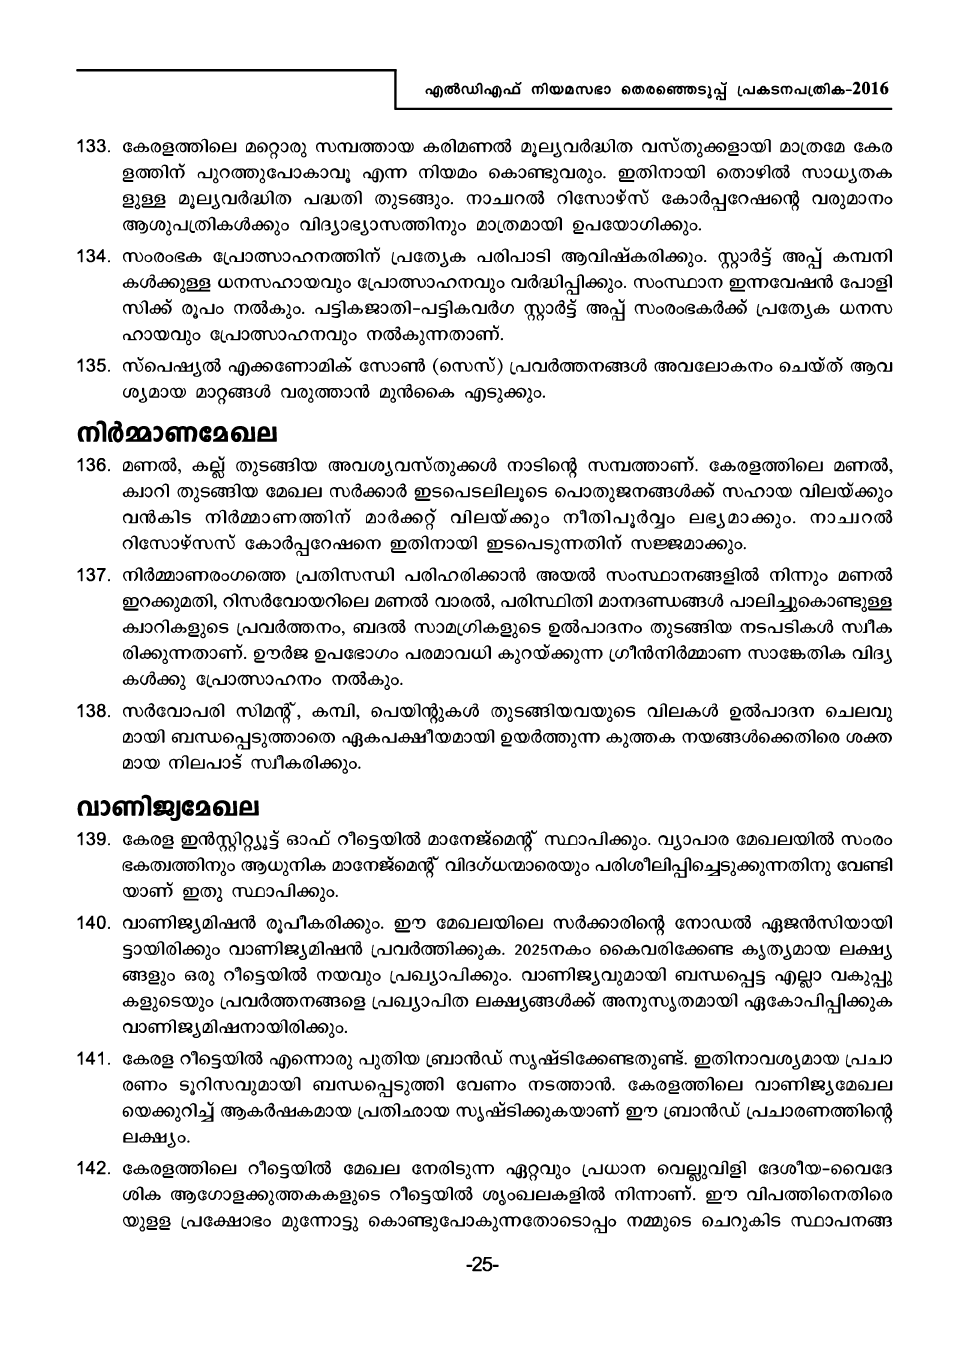 എൽഡിഎഫ് നിയമസഭാ തെരഞ്ഞെടുപ്പ് പ്രകടനപത്രിക-2016
133. കേരളത്തിലെ മറ്റൊരു സമ്പത്തായ കരിമണൽ മൂല്യവർദ്ധിത വസ്തുക്കളായി മാത്രമേ കേര
ളത്തിന് പുറത്തുപോകാവൂ എന്ന നിയമം കൊണ്ടുവരും. ഇതിനായി തൊഴിൽ സാധ്യതക
ളുള്ള മൂല്യവർദ്ധിത പദ്ധതി തുടങ്ങും. നാച്വറൽ റിസോഴ്സ് കോർപ്പറേഷന്റെ വരുമാനം
ആശുപത്രികൾക്കും വിദ്യാഭ്യാസത്തിനും മാത്രമായി ഉപയോഗിക്കും.
134. സംരംഭക പ്രോത്സാഹനത്തിന് പ്രത്യേക പരിപാടി ആവിഷ്കരിക്കും. സ്റ്റാർട്ട് അപ്പ് കമ്പനി
കൾക്കുള്ള ധനസഹായവും പ്രോത്സാഹനവും വർദ്ധിപ്പിക്കും. സംസ്ഥാന ഇന്നവേഷൻ പോളി
സിക്ക് രൂപം നൽകും. പട്ടികജാതി-പട്ടികവർഗ സ്റ്റാർട്ട് അപ്പ് സംരംഭകർക്ക് പ്രത്യേക ധനസ
ഹായവും പ്രോത്സാഹനവും നൽകുന്നതാണ്.
135. സ്പെഷ്യൽ എക്കണോമിക് സോൺ (സെസ്) പ്രവർത്തനങ്ങൾ അവലോകനം ചെയ്ത് ആവ
ശ്യമായ മാറ്റങ്ങൾ വരുത്താൻ മുൻകൈ എടുക്കും.
നിർമ്മാണമേഖല
136. മണൽ, കല്ല് തുടങ്ങിയ അവശ്യവസ്തുക്കൾ നാടിന്റെ സമ്പത്താണ്. കേരളത്തിലെ മണൽ,
ക്വാറി തുടങ്ങിയ മേഖല സർക്കാർ ഇടപെടലിലൂടെ പൊതുജനങ്ങൾക്ക് സഹായ വിലയ്ക്കും
വൻകിട നിർമ്മാണത്തിന് മാർക്കറ്റ് വിലയ്ക്കും നീതിപൂർവ്വം ലഭ്യമാക്കും. നാച്വറൽ
റിസോഴ്സസ് കോർപ്പറേഷനെ ഇതിനായി ഇടപെടുന്നതിന് സജ്ജമാക്കും.
137. നിർമ്മാണരംഗത്തെ പ്രതിസന്ധി പരിഹരിക്കാൻ അയൽ സംസ്ഥാനങ്ങളിൽ നിന്നും മണൽ
ഇറക്കുമതി, റിസർവോയറിലെ മണൽ വാരൽ, പരിസ്ഥിതി മാനദണ്ഡങ്ങൾ പാലിച്ചുകൊണ്ടുള്ള
ക്വാറികളുടെ പ്രവർത്തനം, ബദൽ സാമഗ്രികളുടെ ഉൽപാദനം തുടങ്ങിയ നടപടികൾ സ്വീക
രിക്കുന്നതാണ്. ഊർജ ഉപഭോഗം പരമാവധി കുറയ്ക്കുന്ന ഗ്രീൻനിർമ്മാണ സാങ്കേതിക വിദ്യ
കൾക്കു പ്രോത്സാഹനം നൽകും.
138. സർവോപരി സിമന്റ്, കമ്പി, പെയിന്റുകൾ തുടങ്ങിയവയുടെ വിലകൾ ഉൽപാദന ചെലവു
മായി ബന്ധപ്പെടുത്താതെ ഏകപക്ഷീയമായി ഉയർത്തുന്ന കുത്തക നയങ്ങൾക്കെതിരെ ശക്ത
മായ നിലപാട് സ്വീകരിക്കും.
വാണിജ്യമേഖല
139. കേരള ഇൻസ്റ്റിറ്റ്യൂട്ട് ഓഫ് റീട്ടെയിൽ മാനേജ്മെന്റ് സ്ഥാപിക്കും. വ്യാപാര മേഖലയിൽ സംരം
ഭകത്വത്തിനും ആധുനിക മാനേജ്മെന്റ് വിദഗ്ധന്മാരെയും പരിശീലിപ്പിച്ചെടുക്കുന്നതിനു വേണ്ടി
യാണ് ഇതു സ്ഥാപിക്കും.
140. വാണിജ്യമിഷൻ രൂപീകരിക്കും. ഈ മേഖലയിലെ സർക്കാരിന്റെ നോഡൽ ഏജൻസിയായി
ട്ടായിരിക്കും വാണിജ്യമിഷൻ പ്രവർത്തിക്കുക. 2025നകം കൈവരിക്കേണ്ട കൃത്യമായ ലക്ഷ്യ
ങ്ങളും ഒരു റീട്ടെയിൽ നയവും പ്രഖ്യാപിക്കും. വാണിജ്യവുമായി ബന്ധപ്പെട്ട എല്ലാ വകുപ്പു
കളുടെയും പ്രവർത്തനങ്ങളെ പ്രഖ്യാപിത ലക്ഷ്യങ്ങൾക്ക് അനുസൃതമായി ഏകോപിപ്പിക്കുക
വാണിജ്യമിഷനായിരിക്കും.
141. കേരള റീട്ടെയിൽ എന്നൊരു പുതിയ ബ്രാൻഡ് സൃഷ്ടിക്കേണ്ടതുണ്ട്. ഇതിനാവശ്യമായ പ്രചാ
രണം ടൂറിസവുമായി ബന്ധപ്പെടുത്തി വേണം നടത്താൻ. കേരളത്തിലെ വാണിജ്യമേഖല
യെക്കുറിച്ച് ആകർഷകമായ പ്രതിഛായ സൃഷ്ടിക്കുകയാണ് ഈ ബ്രാൻഡ് പ്രചാരണത്തിന്റെ
ലക്ഷ്യം.
142. കേരളത്തിലെ റീട്ടെയിൽ മേഖല നേരിടുന്ന ഏറ്റവും പ്രധാന വെല്ലുവിളി ദേശീയ-വൈദേ
ശിക ആഗോളക്കുത്തകകളുടെ റീട്ടെയിൽ ശൃംഖലകളിൽ നിന്നാണ്. ഈ വിപത്തിനെതിരെ
യുളള പ്രക്ഷോഭം മുന്നോട്ടു കൊണ്ടുപോകുന്നതോടൊപ്പം നമ്മുടെ ചെറുകിട സ്ഥാപനങ്ങ
-25-